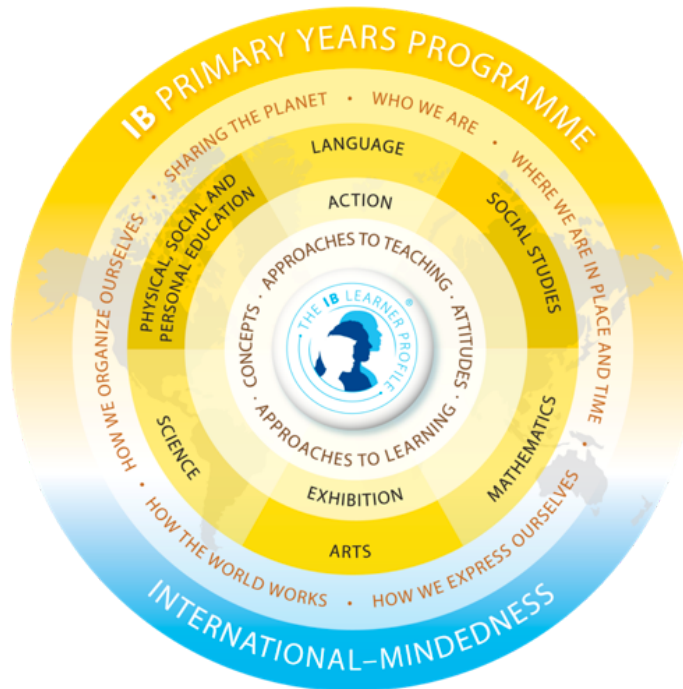 IB PRIMARY YEARS PROGRAMME
SHARING THE PLANET • WHO WE ARE • WHERE WE ARE IN PLACE AND TIME • HOW WE EXPRESS OURSELVES • HOW THE WORLD WORKS • HOW WE ORGANIZE OURSELVES •
LANGUAGE
SOCIAL STUDIES
MATHEMATICS
ARTS
SCIENCE
PHYSICAL, SOCIAL AND
PERSONAL EDUCATION
ACTION
EXHIBITION
APPROACHES TO TEACHING • ATTITUDES • APPROACHES TO LEARNING • CONCEPTS •
• THE IB LEARNER PROFILE • ®
INTERNATIONAL–MINDEDNESS